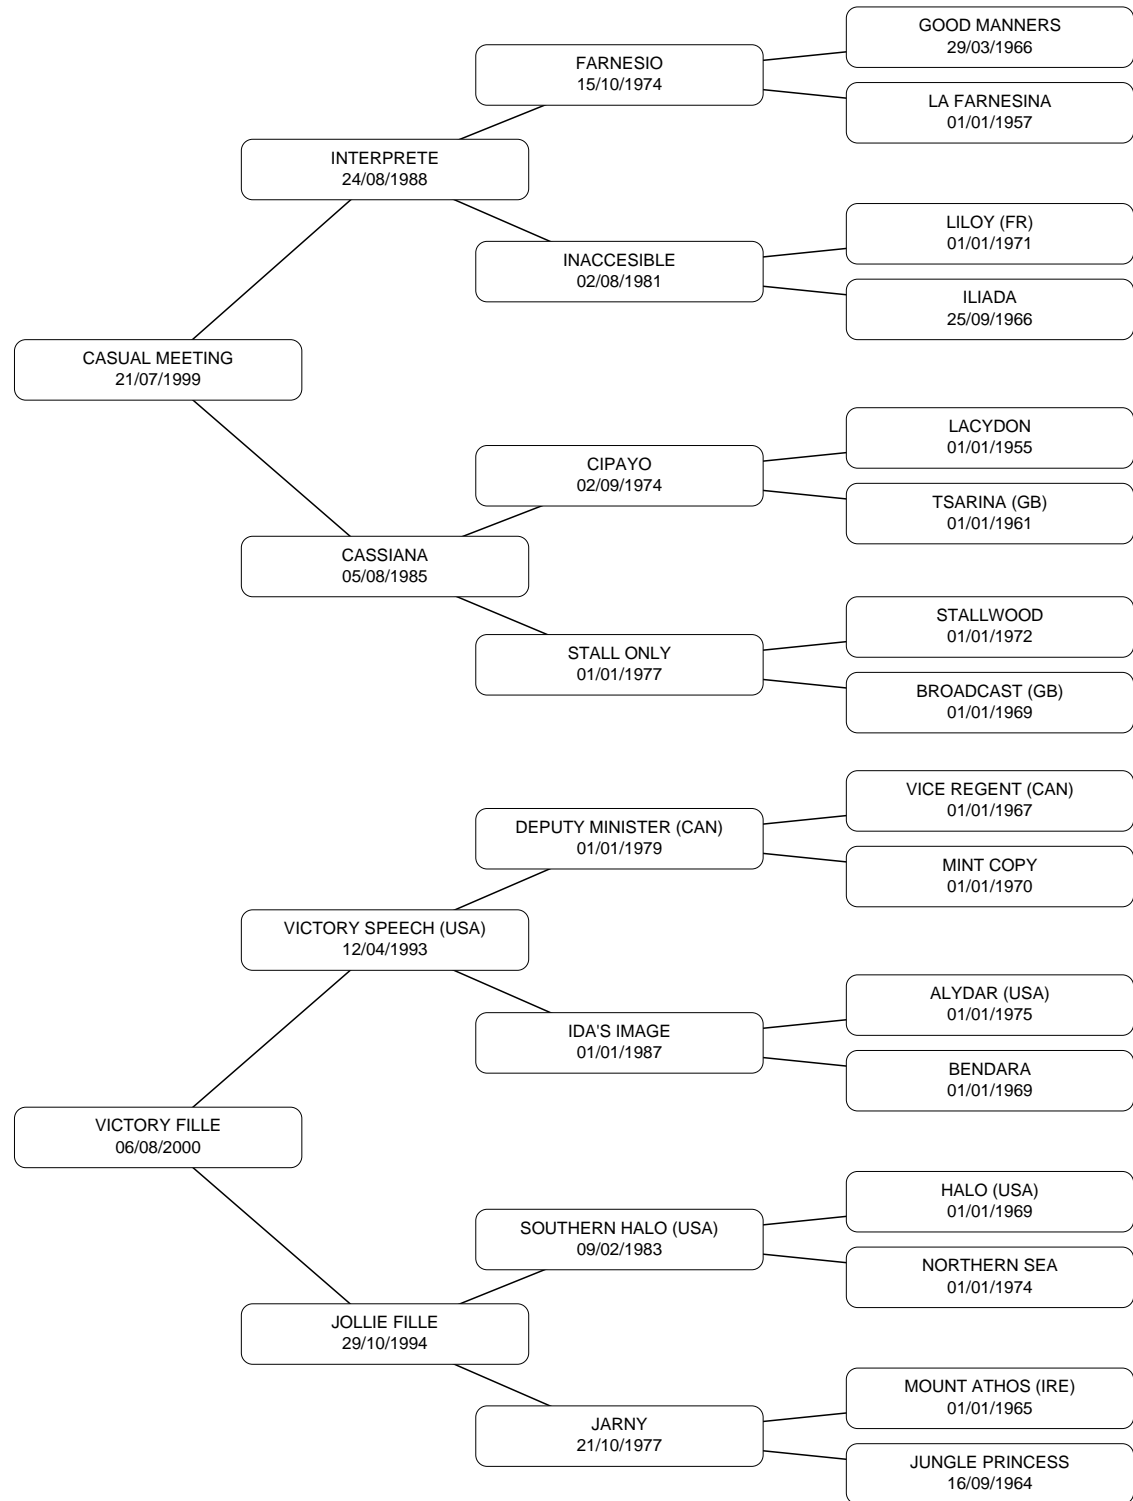 GOOD MANNERS
29/03/1966
FARNESIO
15/10/1974
LA FARNESINA
01/01/1957
INTERPRETE
24/08/1988
LILOY (FR)
01/01/1971
INACCESIBLE
02/08/1981
ILIADA
25/09/1966
CASUAL MEETING
21/07/1999
LACYDON
01/01/1955
CIPAYO
02/09/1974
TSARINA (GB)
01/01/1961
CASSIANA
05/08/1985
STALLWOOD
01/01/1972
STALL ONLY
01/01/1977
BROADCAST (GB)
01/01/1969
VICE REGENT (CAN)
01/01/1967
DEPUTY MINISTER (CAN)
01/01/1979
MINT COPY
01/01/1970
VICTORY SPEECH (USA)
12/04/1993
ALYDAR (USA)
01/01/1975
IDA'S IMAGE
01/01/1987
BENDARA
01/01/1969
VICTORY FILLE
06/08/2000
HALO (USA)
01/01/1969
SOUTHERN HALO (USA)
09/02/1983
NORTHERN SEA
01/01/1974
JOLLIE FILLE
29/10/1994
MOUNT ATHOS (IRE)
01/01/1965
JARNY
21/10/1977
JUNGLE PRINCESS
16/09/1964